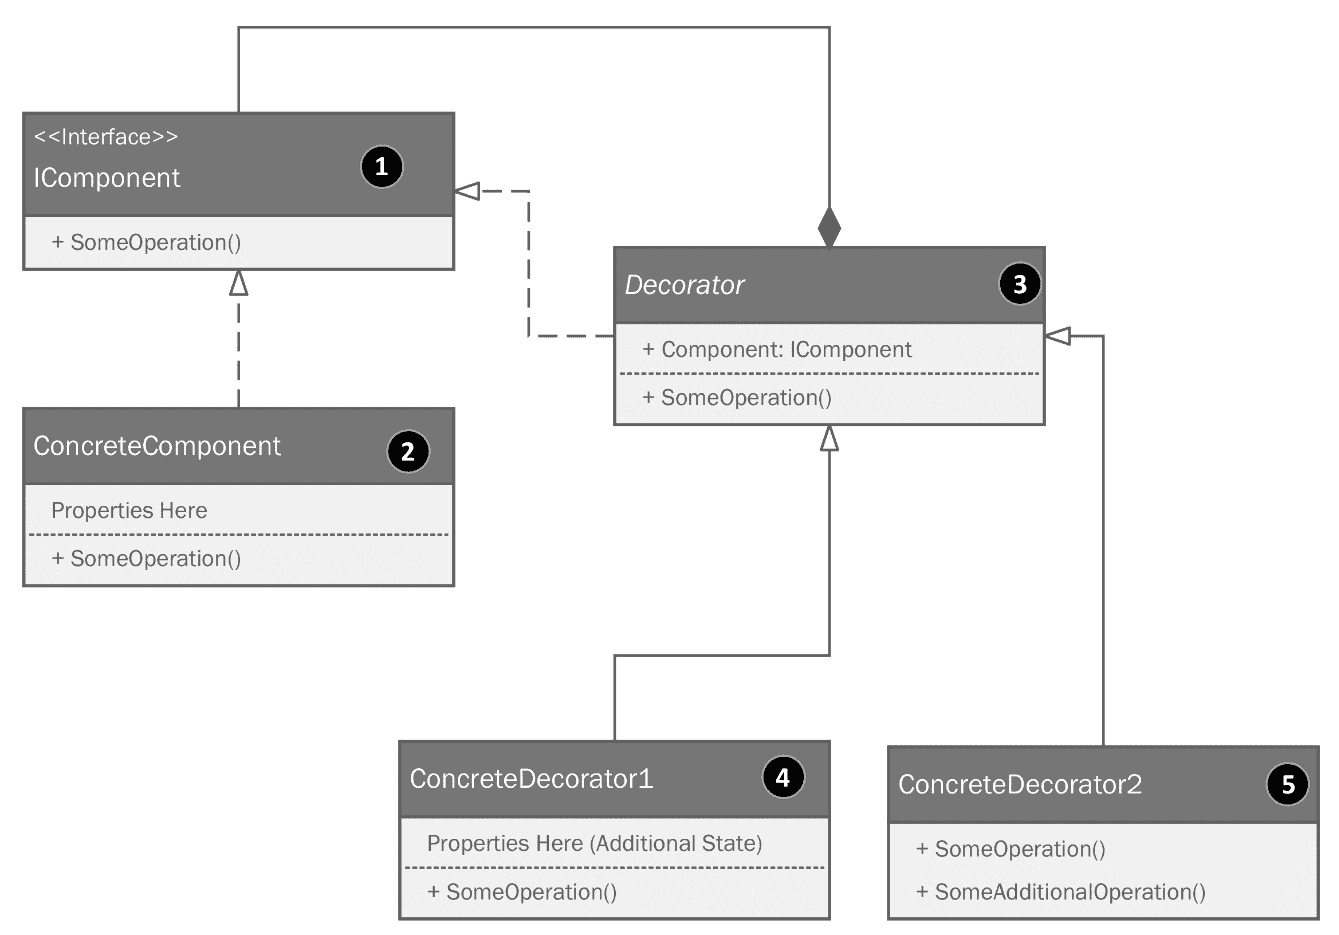 <<Interface>>
IComponent
1
+ SomeOperation()
Decorator
3
+ Component: IComponent
+ SomeOperation()
ConcreteComponent
2
Properties Here
+ SomeOperation()
ConcreteDecorator1
4
Properties Here (Additional State)
+ SomeOperation()
ConcreteDecorator2
5
+ SomeOperation()
+ SomeAdditionalOperation()